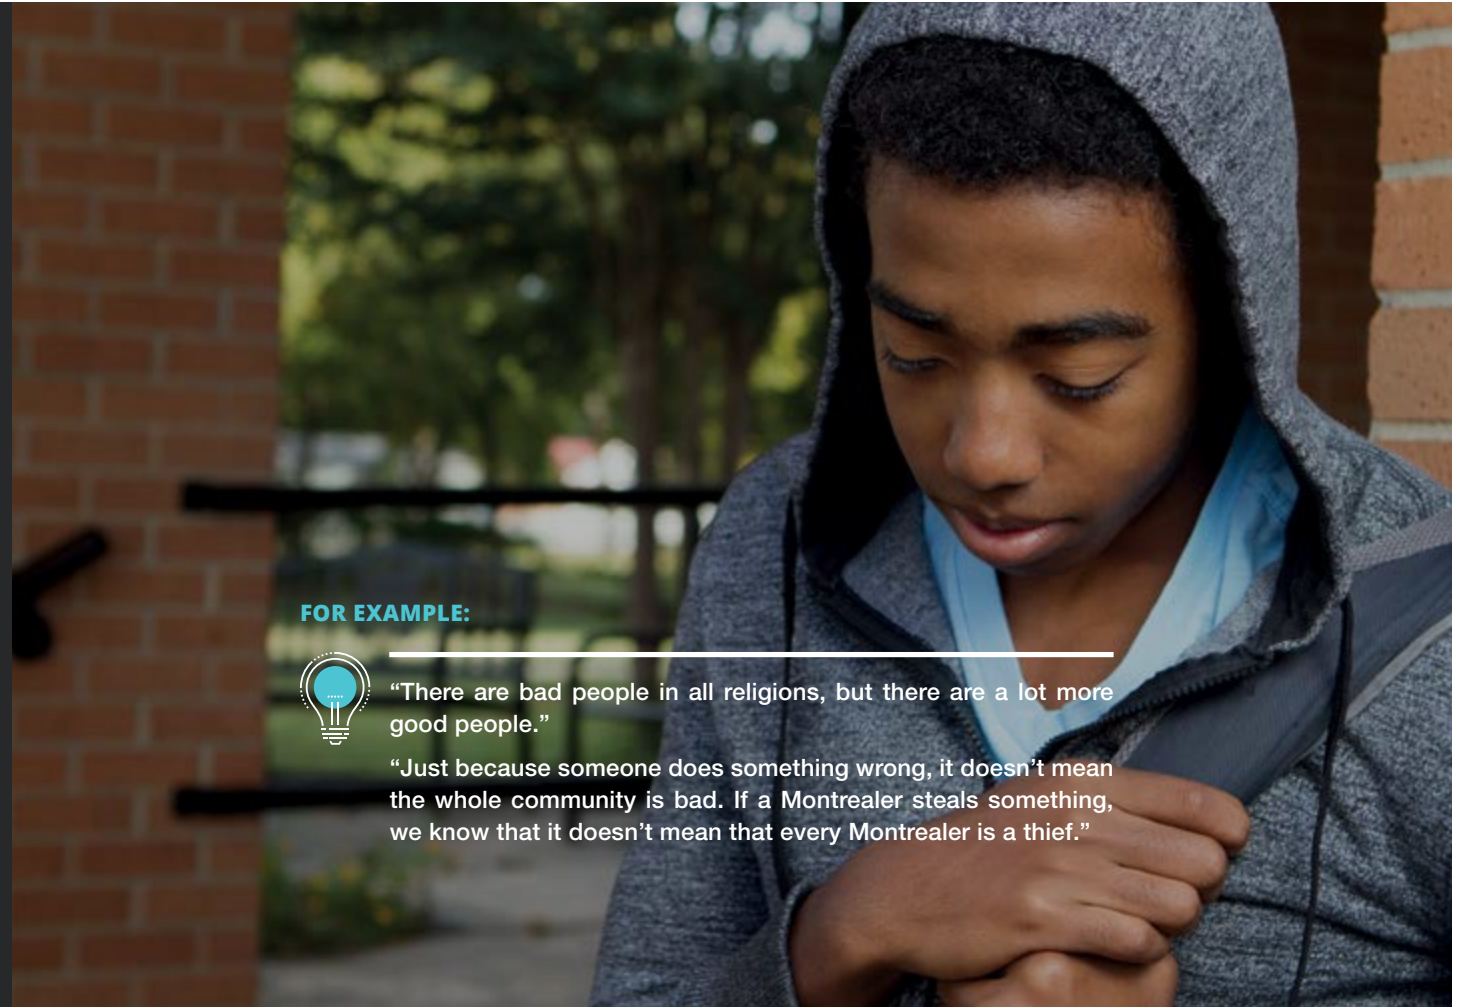 FOR EXAMPLE:
“There are bad people in all religions, but there are a lot more
good people.”
“Just because someone does something wrong, it doesn’t mean
the whole community is bad. If a Montrealer steals something,
we know that it doesn’t mean that every Montrealer is a thief.”